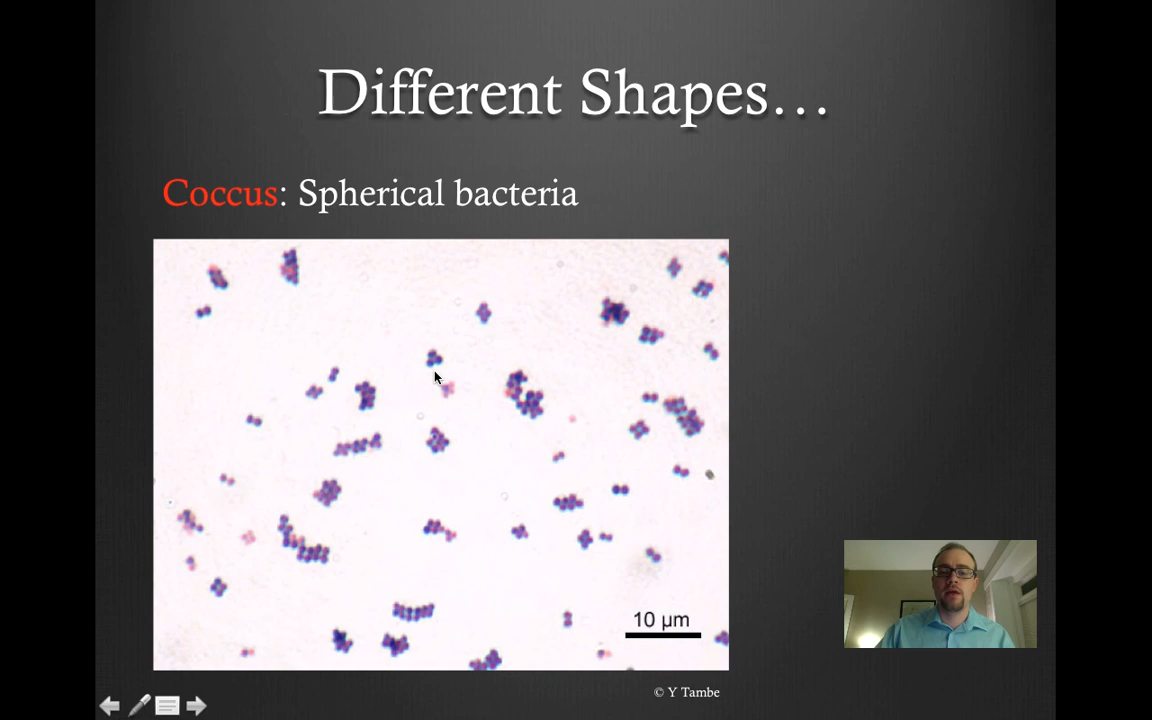 Different Shapes…
Coccus: Spherical bacteria
10 µm
© Y Tambe